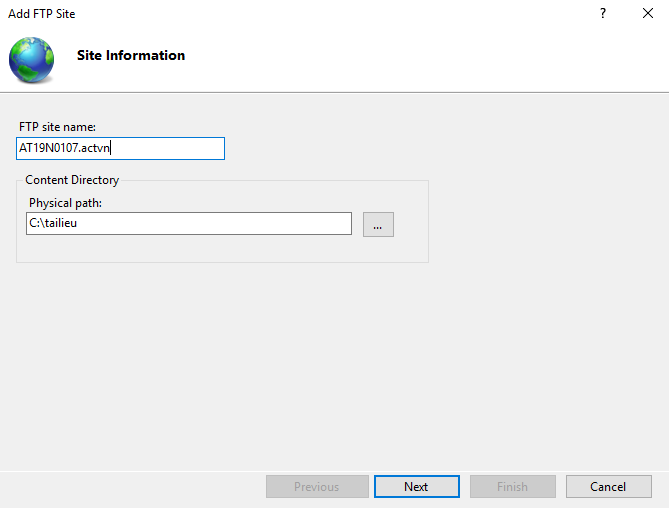 Add FTP Site
?
Site Information
FTP site name:
AT19N0107.actvn
Content Directory
Physical path:
C:\tailieu
...
Previous
Next
Finish
Cancel